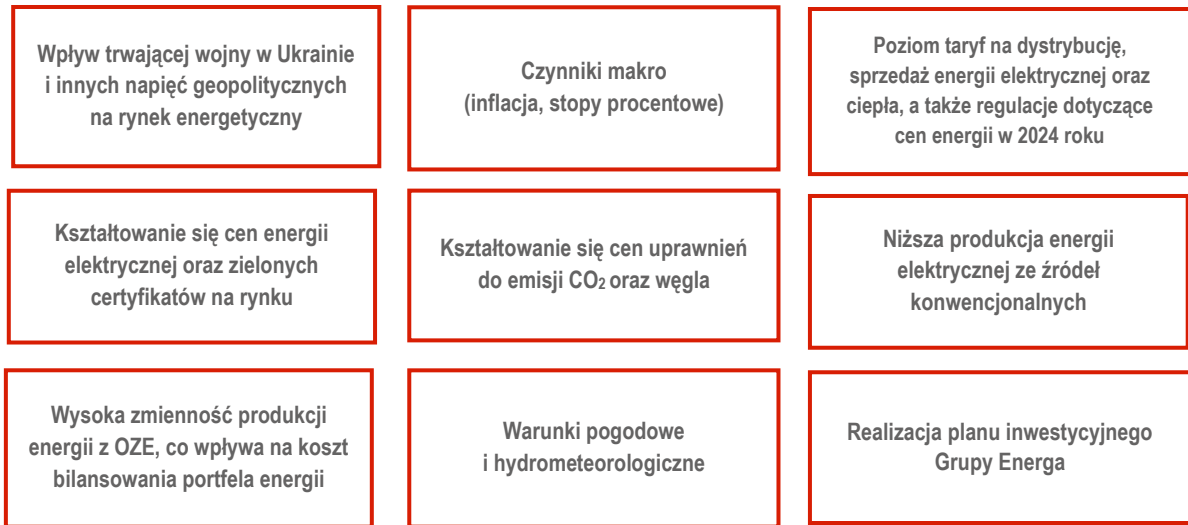 Wpływ trwającej wojny w Ukrainie
i innych napięć geopolitycznych
na rynek energetyczny
Czynniki makro
(inflacja, stopy procentowe)
Poziom taryf na dystrybucję,
sprzedaż energii elektrycznej oraz
ciepła, a także regulacje dotyczące
cen energii w 2024 roku
Kształtowanie się cen energii
elektrycznej oraz zielonych
certyfikatów na rynku
Kształtowanie się cen uprawnień
do emisji CO₂ oraz węgla
Niższa produkcja energii
elektrycznej ze źródeł
konwencjonalnych
Wysoka zmienność produkcji
energii z OZE, co wpływa na koszt
bilansowania portfela energii
Warunki pogodowe
i hydrometeorologiczne
Realizacja planu inwestycyjnego
Grupy Energa